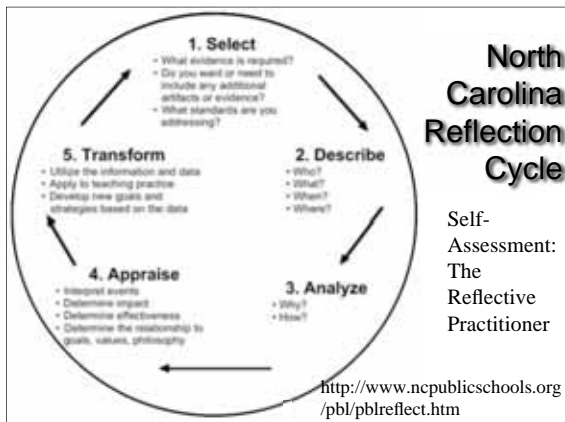 1. Select
• What evidence is required?
• Do you want or need to
include any additional
artifacts or evidence?
• What standards are you
addressing?
2. Describe
• Who?
• What?
• When?
• Where?
3. Analyze
• Why?
• How?
4. Appraise
• Interpret events
• Determine impact
• Determine effectiveness
• Determine the relationship to
goals, values, philosophy
5. Transform
• Utilize the information and data
• Apply to teaching practice
• Develop new goals and
strategies based on the data
North
Carolina
Reflection
Cycle
Self-
Assessment:
The
Reflective
Practitioner
http://www.ncpublicschools.org
/pbl/pblreflect.htm